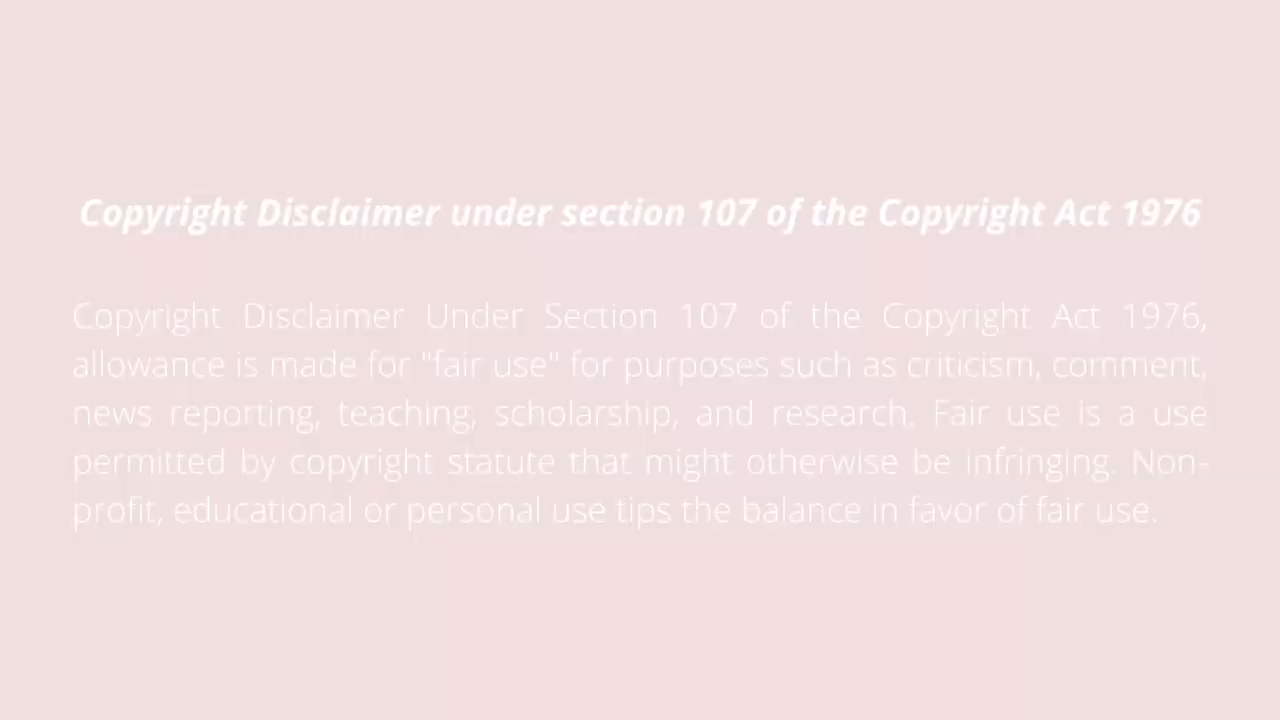 Copyright Disclaimer under section 107 of the Copyright Act 1976
Copyright Disclaimer Under Section 107 of the Copyright Act 1976,
allowance is made for "fair use" for purposes such as criticism, comment,
news reporting, teaching, scholarship, and research. Fair use is a use
permitted by copyright statute that might otherwise be infringing. Non-
profit, educational or personal use tips the balance in favor of fair use.